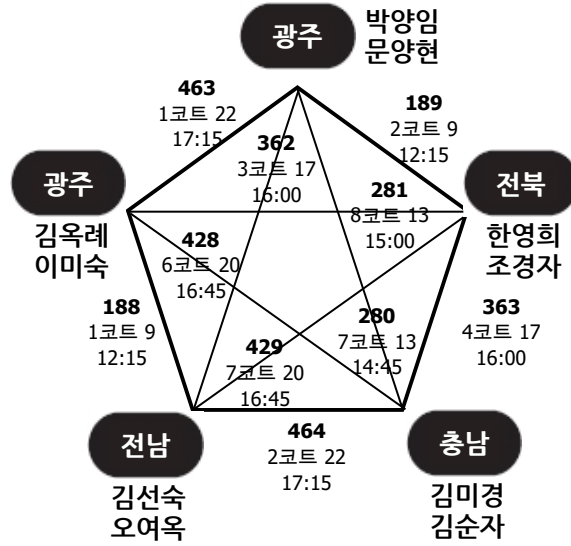 광주
박양임
문양현
463
1코트 22
17:15
189
2코트 9
12:15
362
3코트 17
16:00
광주
김옥례
이미숙
281
8코트 13
15:00
전북
한영희
조경자
428
6코트 20
16:45
188
1코트 9
12:15
280
7코트 13
14:45
363
4코트 17
16:00
429
7코트 20
16:45
전남
김선숙
오여옥
464
2코트 22
17:15
충남
김미경
김순자